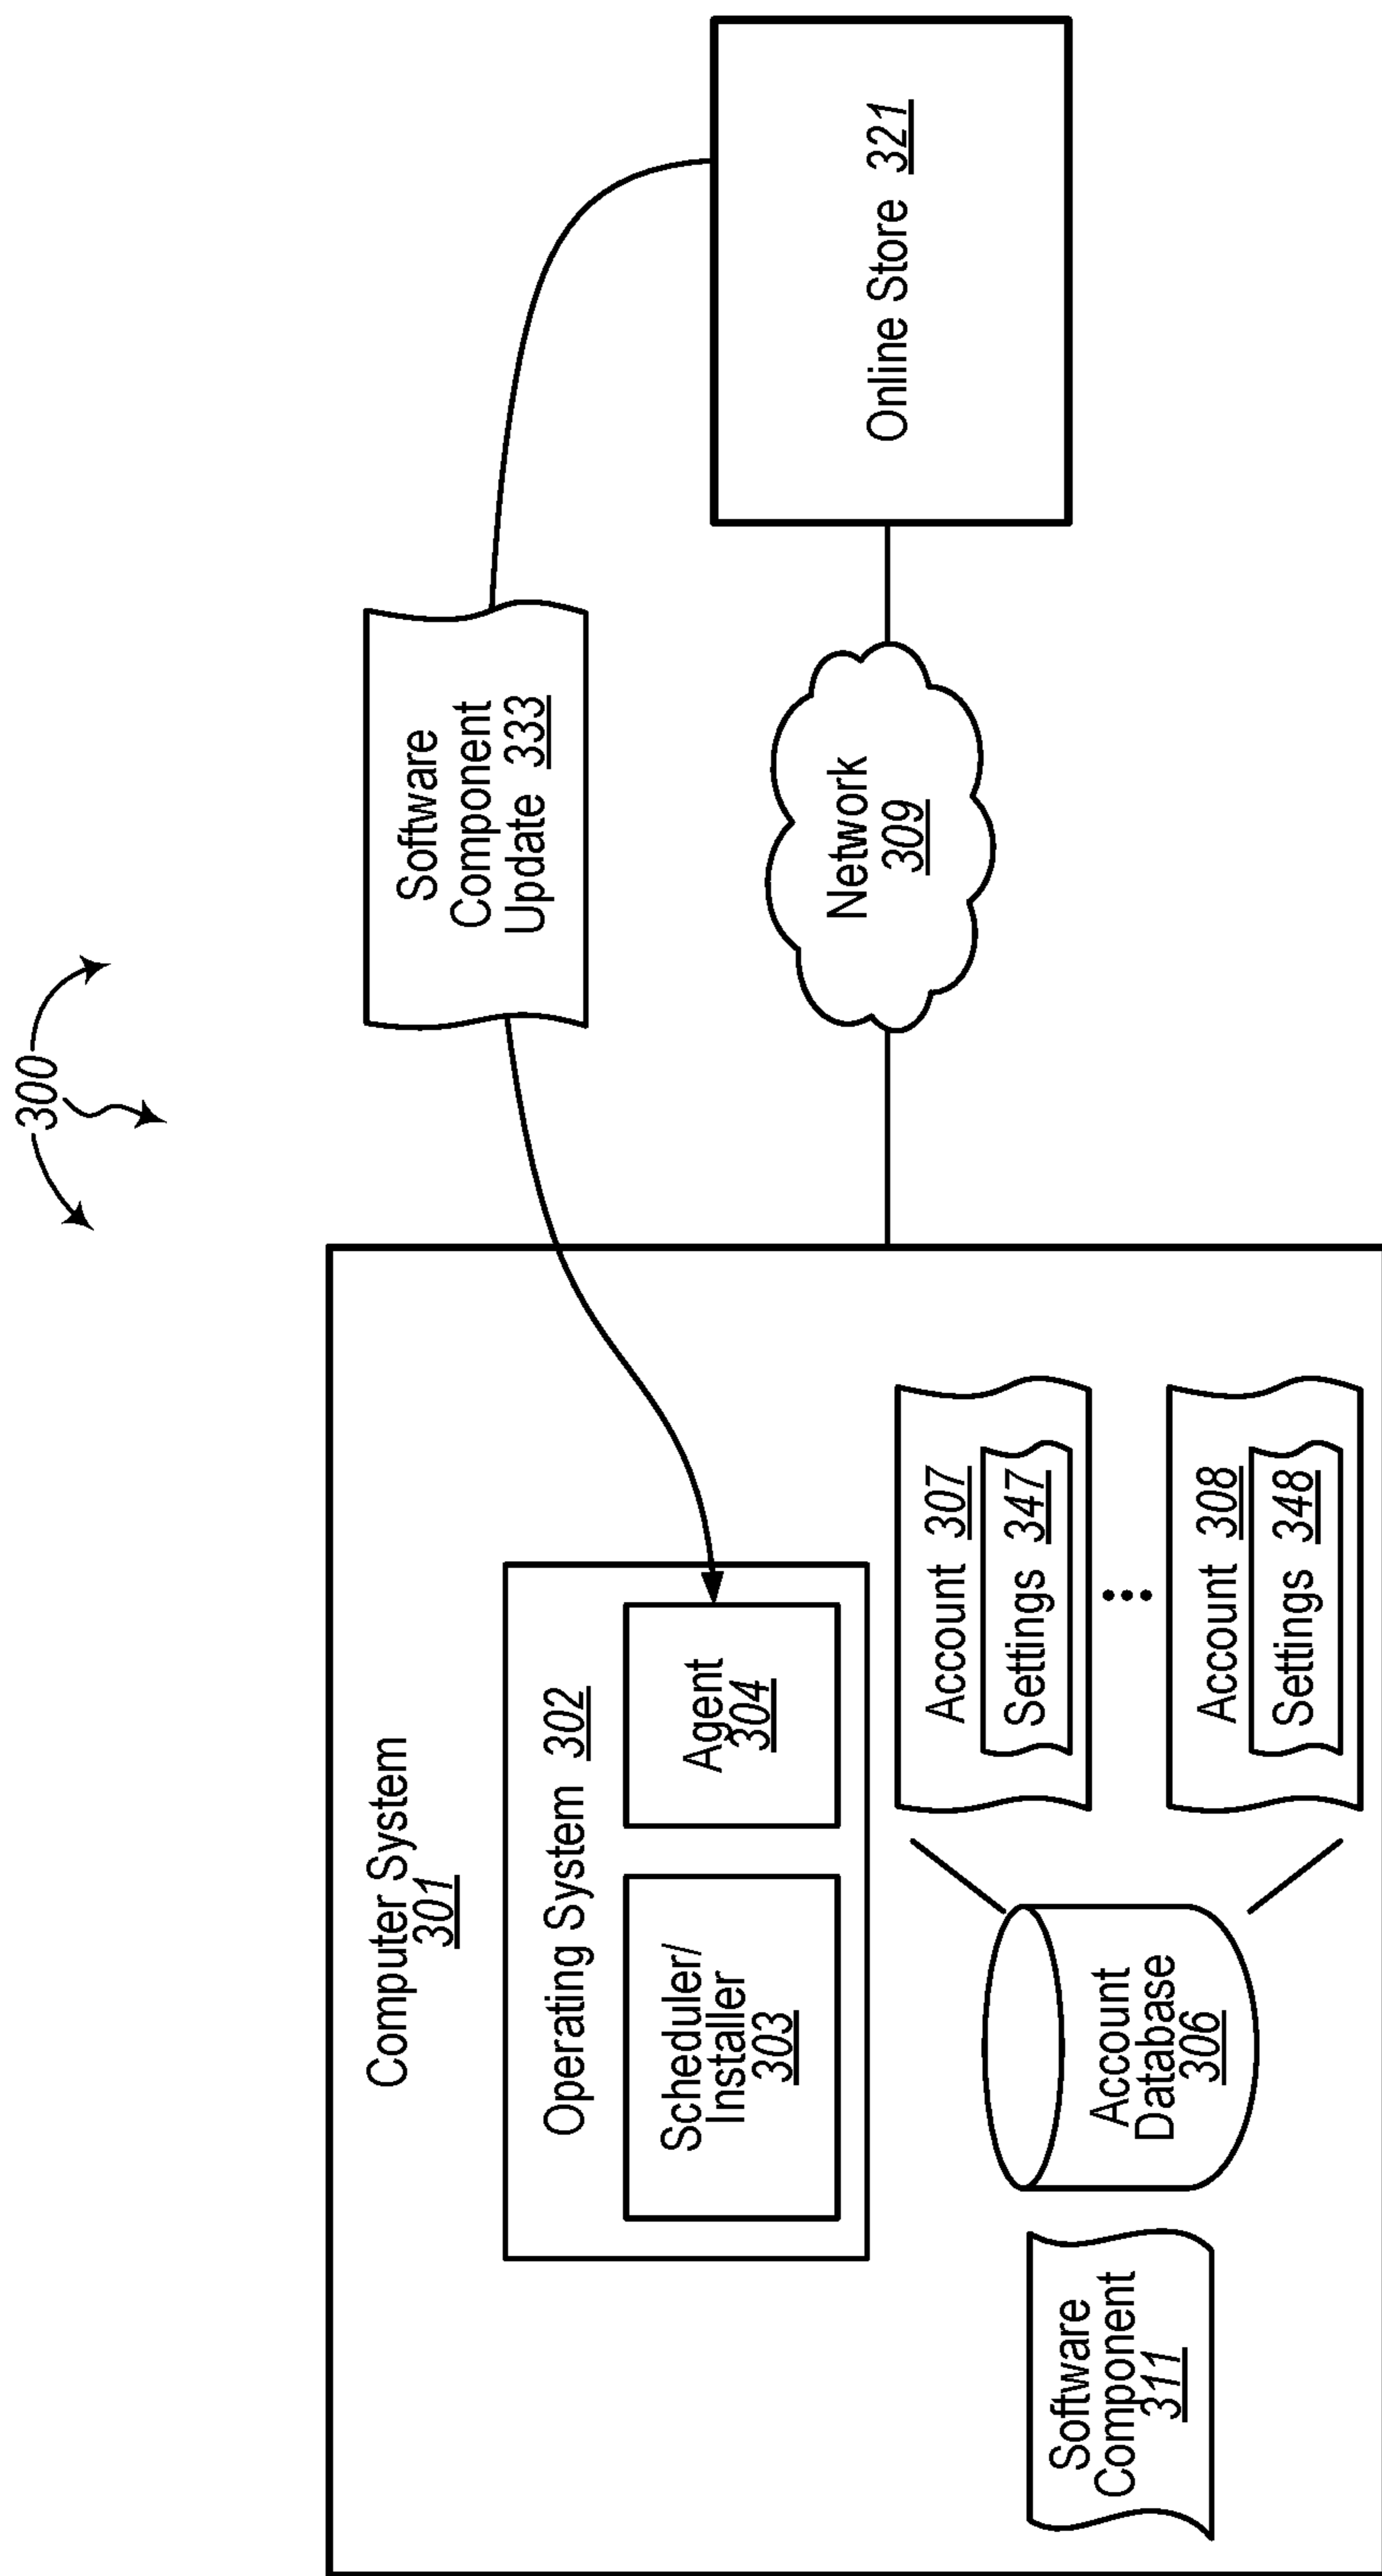 300
Computer System
301
Operating System 302
Scheduler/
Installer
303
Agent
304
Software
Component
311
Account
Database
306
Account 307
Settings 347
Account 308
Settings 348
Software
Component
Update 333
Network
309
Online Store 321